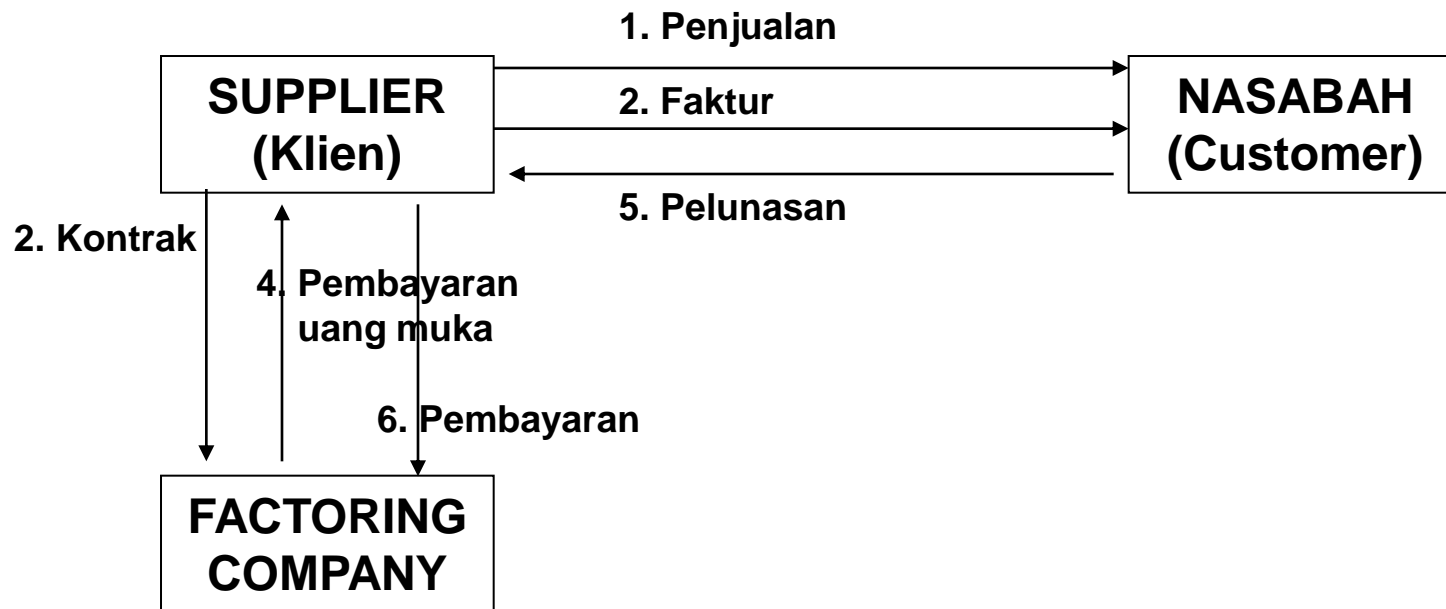 1. Penjualan
SUPPLIER
(Klien)
2. Faktur
NASABAH
(Customer)
5. Pelunasan
2. Kontrak
4. Pembayaran
uang muka
6. Pembayaran
FACTORING
COMPANY